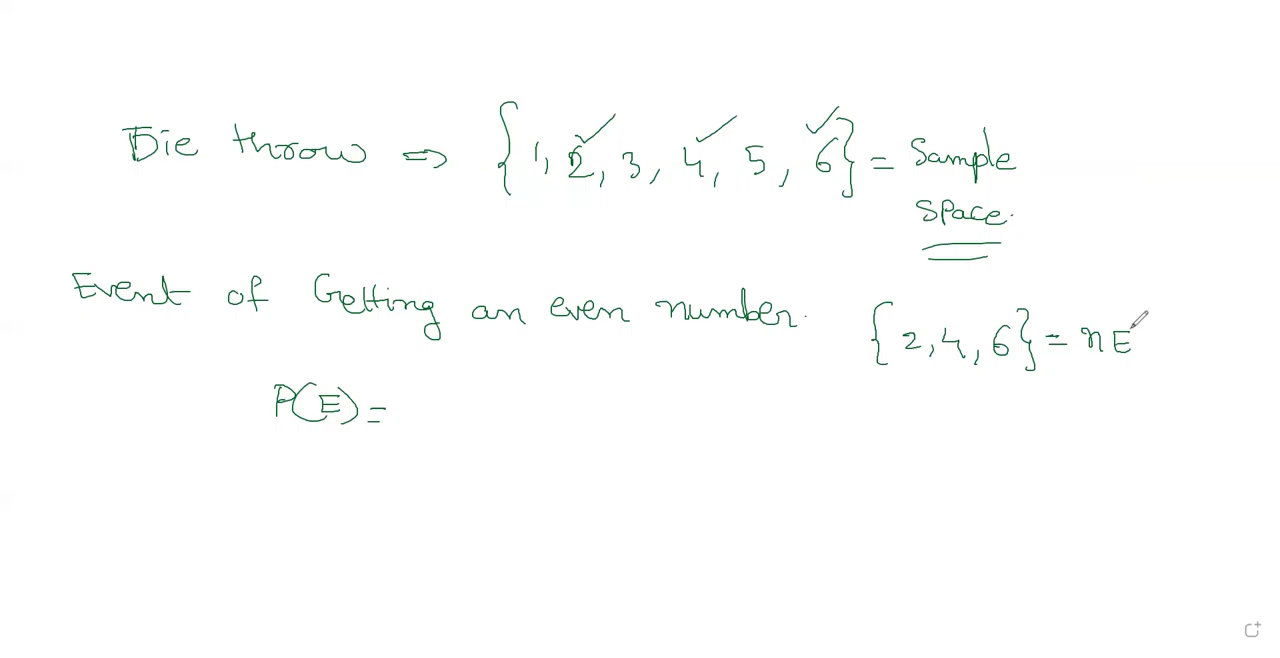 Die throw ⇒ {1, 2, 3, 4, 5, 6} = Sample
Space.
Event of Getting an even number. {2, 4, 6} = n E
P(E) =